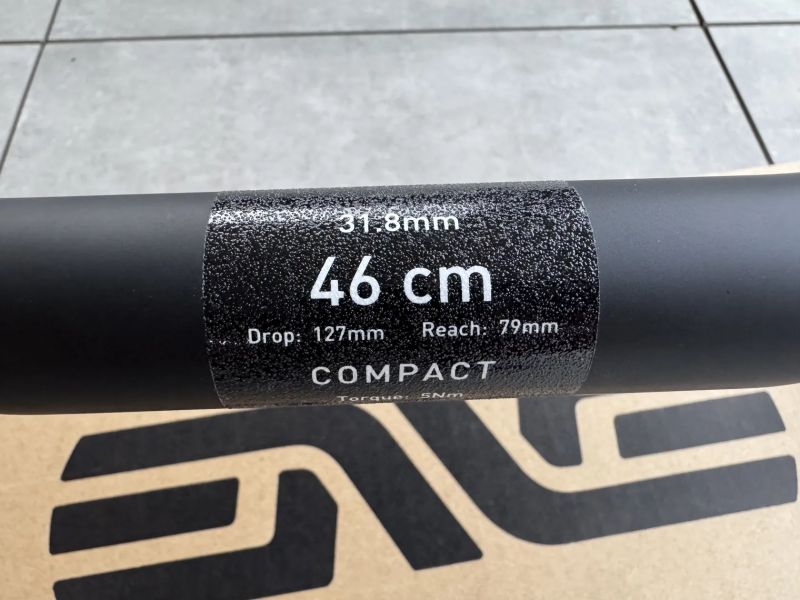 31.8mm
46 cm
Drop: 127mm Reach: 79mm
COMPACT
Torque: 5Nm